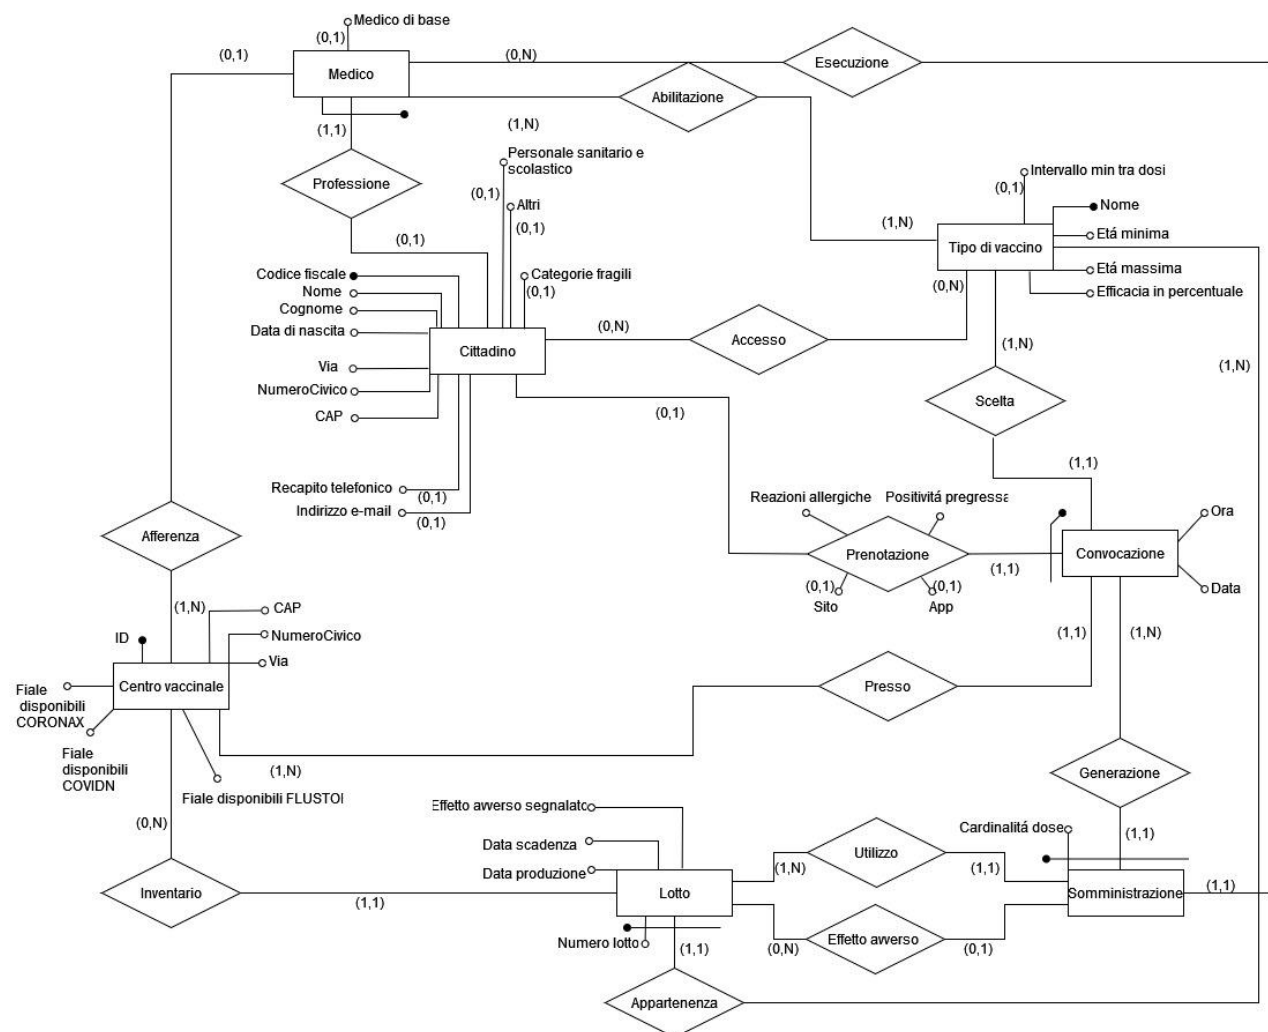 Medico di base
(0,1)
(0,1)
(0,N)
Esecuzione
(1,1)
Medico
Abilitazione
(1,1)
(1,N)
Professione
Personale sanitario e
scolastico
(0,1)
Altri
(0,1)
(0,1)
Intervallo min tra dosi
(0,1)
Nome
(1,N)
Etá minima
Tipo di vaccino
Etá massima
(0,N)
Efficacia in percentuale
Codice fiscale
Nome
Cognome
Data di nascita
Categorie fragili
(0,1)
(0,N)
Accesso
Cittadino
(1,N)
Via
(1,N)
NumeroCivico
CAP
(0,1)
Scelta
(1,1)
Recapito telefonico
(0,1)
Indirizzo e-mail
(0,1)
Reazioni allergiche
Positivitá pregressa
Ora
Afferenza
Prenotazione
(1,1)
Convocazione
(0,1)
(0,1)
Sito
App
Data
(1,N)
CAP
ID
NumeroCivico
Via
(1,1)
(1,N)
Centro vaccinale
Presso
Fiale
disponibili
CORONAX
Fiale
disponibili
COVIDN
(1,N)
Fiale disponibili FLUSTOP
Generazione
(0,N)
Effetto avverso segnalato
Data scadenza
Data produzione
Cardinalitá dose
(1,1)
Utilizzo
(1,N)
(1,1)
Inventario
(1,1)
Lotto
Somministrazione
(1,1)
Numero lotto
(1,1)
(0,N)
Effetto avverso
(0,1)
Appartenenza